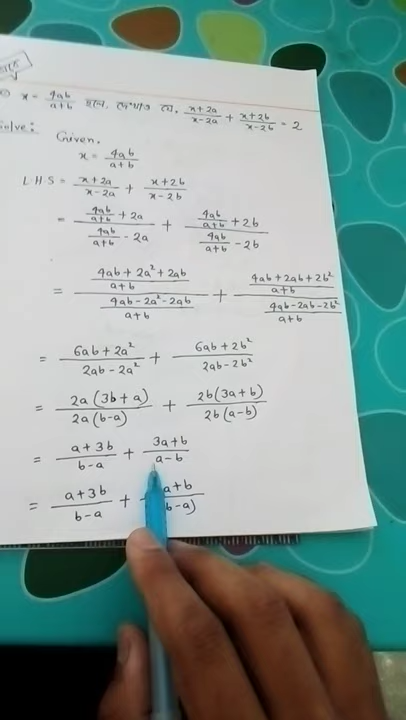 x = 4ab/a+b হলে, দেখাও যে, x+2a/x-2a + x+2b/x-2b = 2
Solve:
Given,
x = 4ab/a+b
LHS = x+2a/x-2a + x+2b/x-2b
= (4ab/a+b + 2a)/(4ab/a+b - 2a) + (4ab/a+b + 2b)/(4ab/a+b - 2b)
= (4ab+2a²+2ab/a+b)/(4ab-2a²-2ab/a+b) + (4ab+2ab+2b²/a+b)/(4ab-2ab-2b²/a+b)
= 6ab+2a²/2ab-2a² + 6ab+2b²/2ab-2b²
= 2a(3b+a)/2a(b-a) + 2b(3a+b)/2b(a-b)
= a+3b/b-a + 3a+b/a-b
= a+3b/b-a + a+b/b-a)